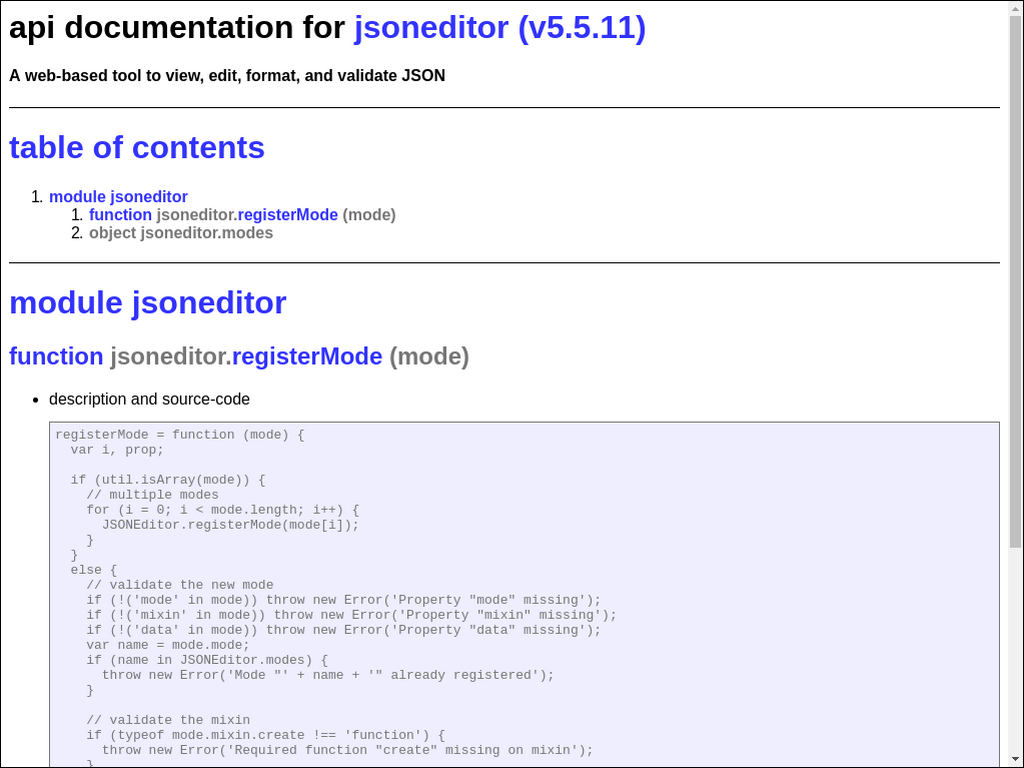 api documentation for jsoneditor (v5.5.11)
A web-based tool to view, edit, format, and validate JSON
table of contents
1. module jsoneditor
1. function jsoneditor.registerMode (mode)
2. object jsoneditor.modes
module jsoneditor
function jsoneditor.registerMode (mode)
• description and source-code
registerMode = function (mode) {
  var i, prop;

  if (util.isArray(mode)) {
    // multiple modes
    for (i = 0; i < mode.length; i++) {
      JSONEditor.registerMode(mode[i]);
    }
  }
  else {
    // validate the new mode
    if (!('mode' in mode)) throw new Error('Property "mode" missing');
    if (!('mixin' in mode)) throw new Error('Property "mixin" missing');
    if (!('data' in mode)) throw new Error('Property "data" missing');
    var name = mode.mode;
    if (name in JSONEditor.modes) {
      throw new Error('Mode "' + name + '" already registered');
    }

    // validate the mixin
    if (typeof mode.mixin.create !== 'function') {
      throw new Error('Required function "create" missing on mixin');
    }